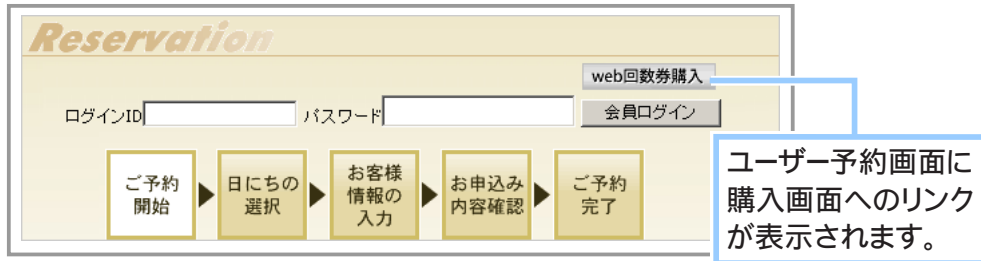 Reservation
web回数券購入
ログインID
パスワード
会員ログイン
ご予約
開始
日にちの
選択
お客様
情報の
入力
お申込み
内容確認
ご予約
完了
ユーザー予約画面に
購入画面へのリンク
が表示されます。